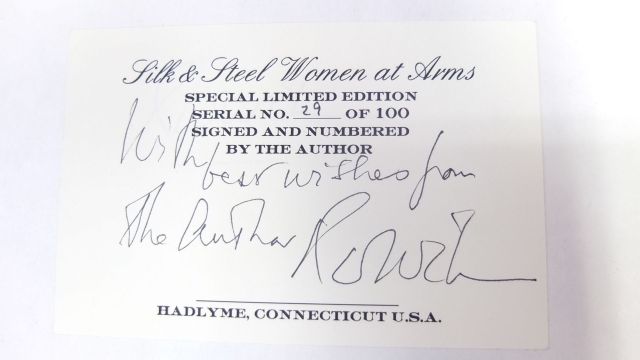 Silk & Steel Women at Arms
SPECIAL LIMITED EDITION
SERIAL NO. 29 OF 100
SIGNED AND NUMBERED
BY THE AUTHOR
With
best wishes from
The Author
HADLYME, CONNECTICUT U.S.A.